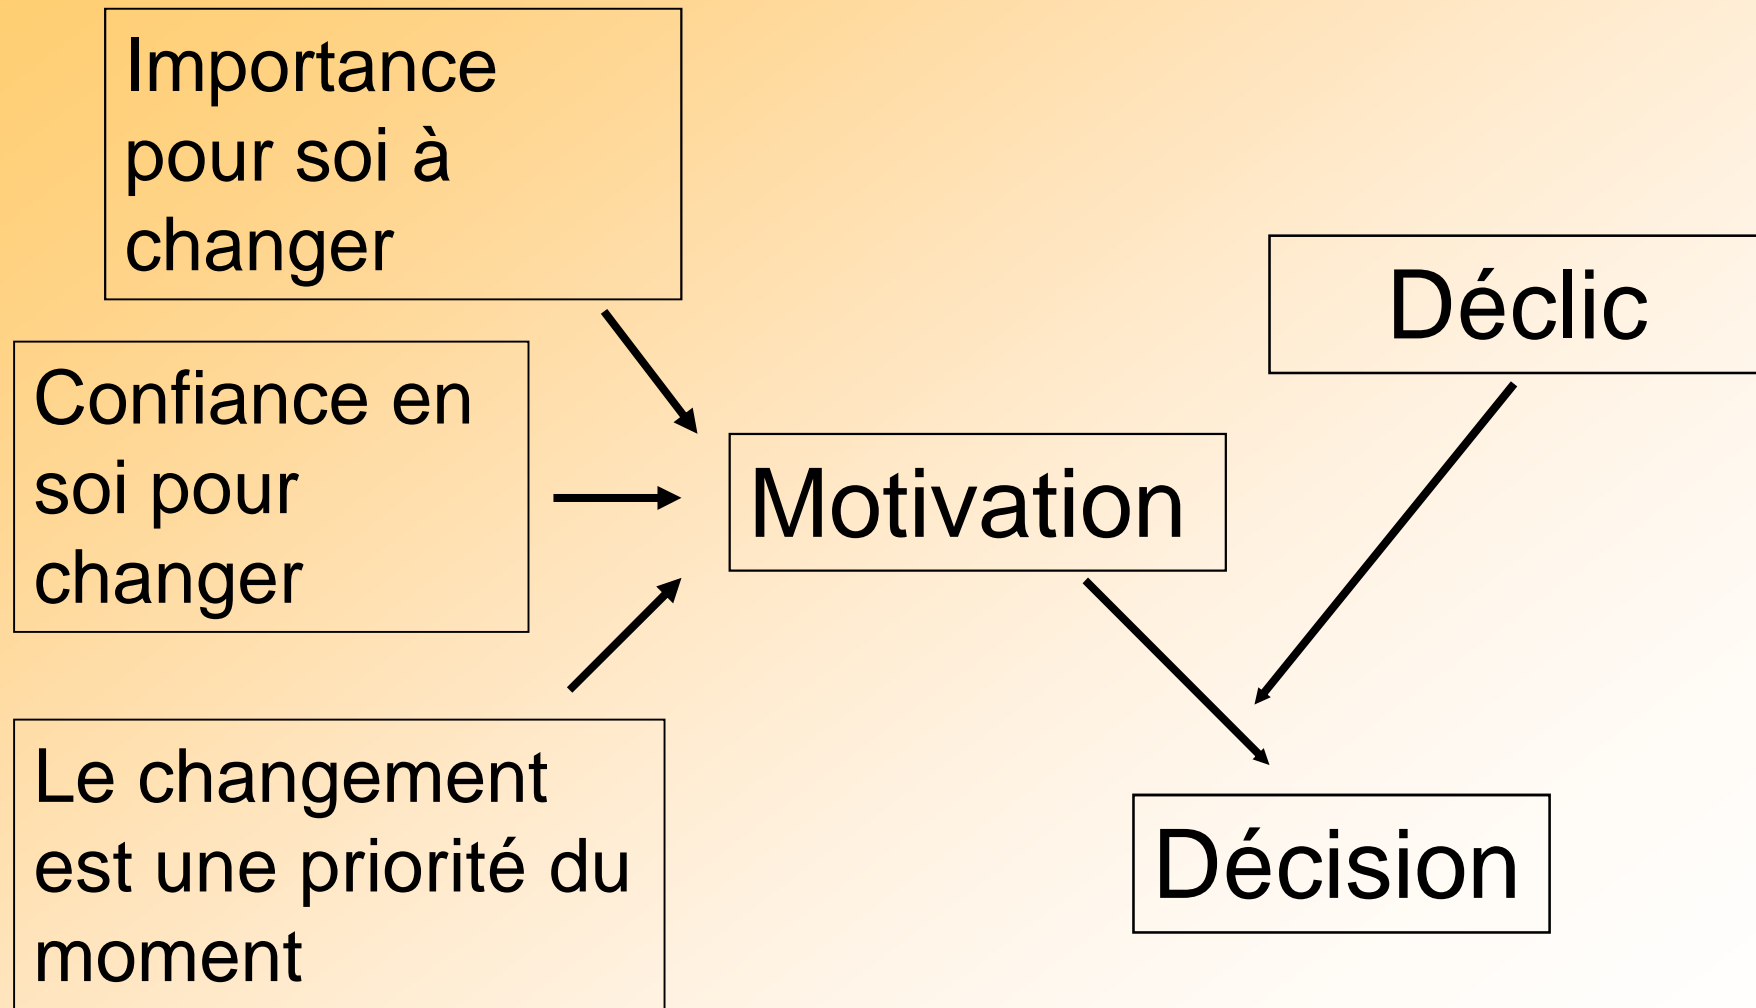 Importance
pour soi à
changer
Déclic
Confiance en
soi pour
changer
Motivation
Le changement
est une priorité du
moment
Décision